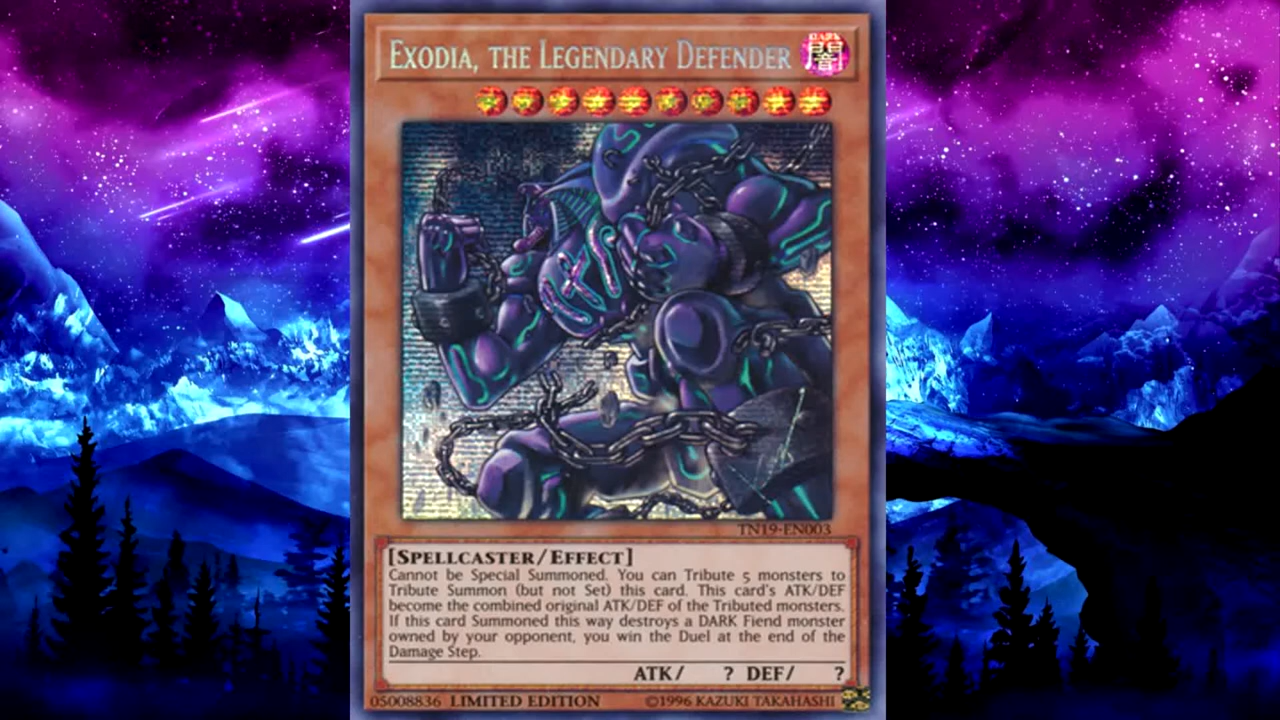 EXODIA, THE LEGENDARY DEFENDER
DARK
闇
TN19-EN003
[SPELLCASTER/EFFECT]
Cannot be Special Summoned. You can Tribute 5 monsters to
Tribute Summon (but not Set) this card. This card's ATK/DEF
become the combined original ATK/DEF of the Tributed monsters.
If this card Summoned this way destroys a DARK Fiend monster
owned by your opponent, you win the Duel at the end of the
Damage Step.
ATK/ ? DEF/ ?
05008836 LIMITED EDITION ©1996 KAZUKI TAKAHASHI